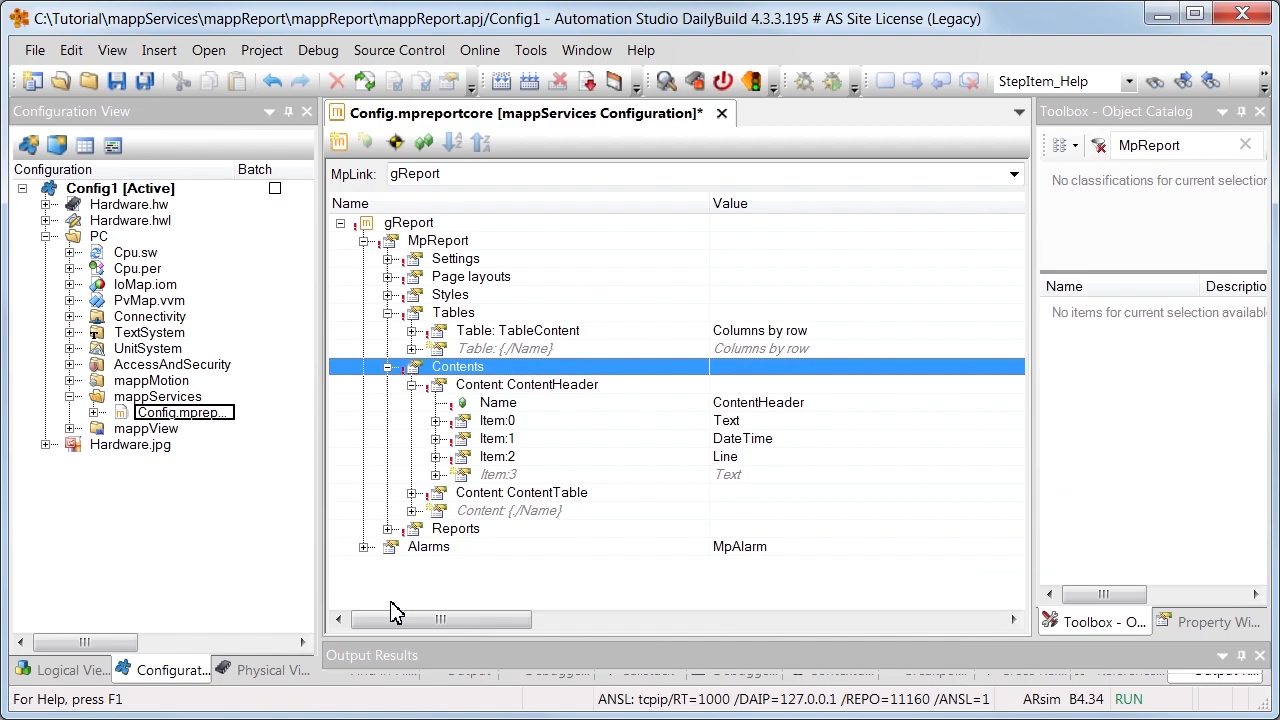 C:\Tutorial\mappServices\mappReport\mappReport\mappReport.apj/Config1 - Automation Studio DailyBuild 4.3.3.195 # AS Site License (Legacy)
File Edit View Insert Open Project Debug Source Control Online Tools Window Help
StepItem_Help
Configuration View
Config.mpreportcore [mappServices Configuration]*
Toolbox - Object Catalog
MpReport
Configuration Batch
MpLink: gReport
No classifications for current selection
Config1 [Active]
Hardware.hw
Hardware.hwl
PC
Cpu.sw
Cpu.per
IoMap.iom
PvMap.vvm
Connectivity
TextSystem
UnitSystem
AccessAndSecurity
mappMotion
mappServices
Config.mprep...
mappView
Hardware.jpg
Name Value
gReport
MpReport
Settings
Page layouts
Styles
Tables
Table: TableContent Columns by row
Table: {./Name} Columns by row
Contents
Content: ContentHeader
Name ContentHeader
Item:0 Text
Item:1 DateTime
Item:2 Line
Item:3 Text
Content: ContentTable
Content: {./Name}
Reports
Alarms MpAlarm
Name Descriptio
No items for current selection availabl
Logical Vie... Configurat... Physical Vi...
Toolbox - O... Property Wi...
Output Results
For Help, press F1
ANSL: tcpip/RT=1000 /DAIP=127.0.0.1 /REPO=11160 /ANSL=1 ARsim B4.34 RUN